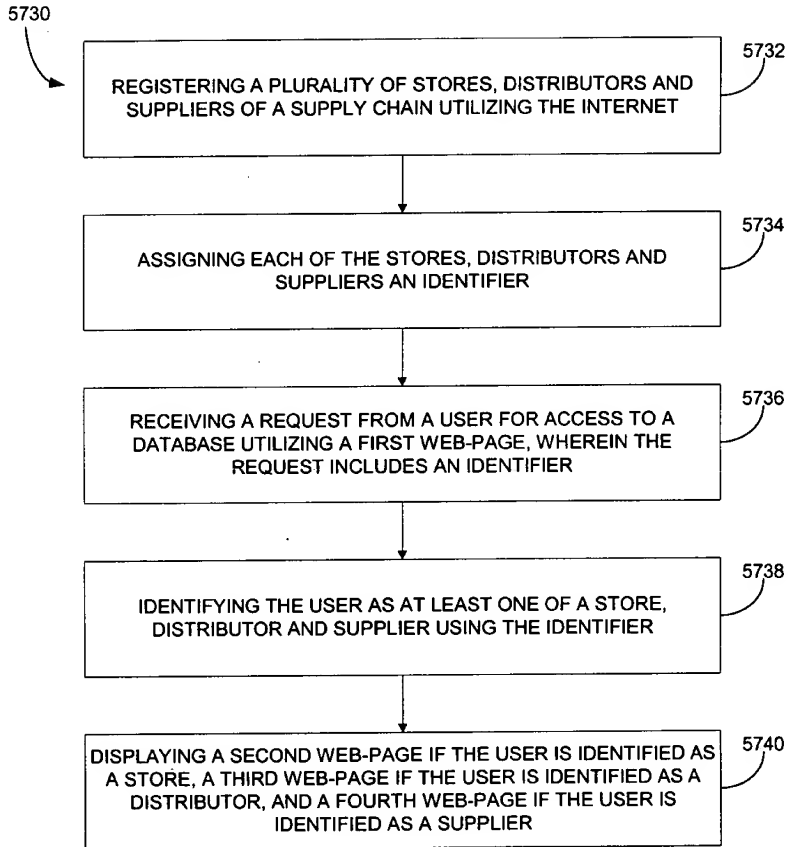 5730
5732
REGISTERING A PLURALITY OF STORES, DISTRIBUTORS AND
SUPPLIERS OF A SUPPLY CHAIN UTILIZING THE INTERNET
5734
ASSIGNING EACH OF THE STORES, DISTRIBUTORS AND
SUPPLIERS AN IDENTIFIER
5736
RECEIVING A REQUEST FROM A USER FOR ACCESS TO A
DATABASE UTILIZING A FIRST WEB-PAGE, WHEREIN THE
REQUEST INCLUDES AN IDENTIFIER
5738
IDENTIFYING THE USER AS AT LEAST ONE OF A STORE,
DISTRIBUTOR AND SUPPLIER USING THE IDENTIFIER
5740
DISPLAYING A SECOND WEB-PAGE IF THE USER IS IDENTIFIED AS
A STORE, A THIRD WEB-PAGE IF THE USER IS IDENTIFIED AS A
DISTRIBUTOR, AND A FOURTH WEB-PAGE IF THE USER IS
IDENTIFIED AS A SUPPLIER